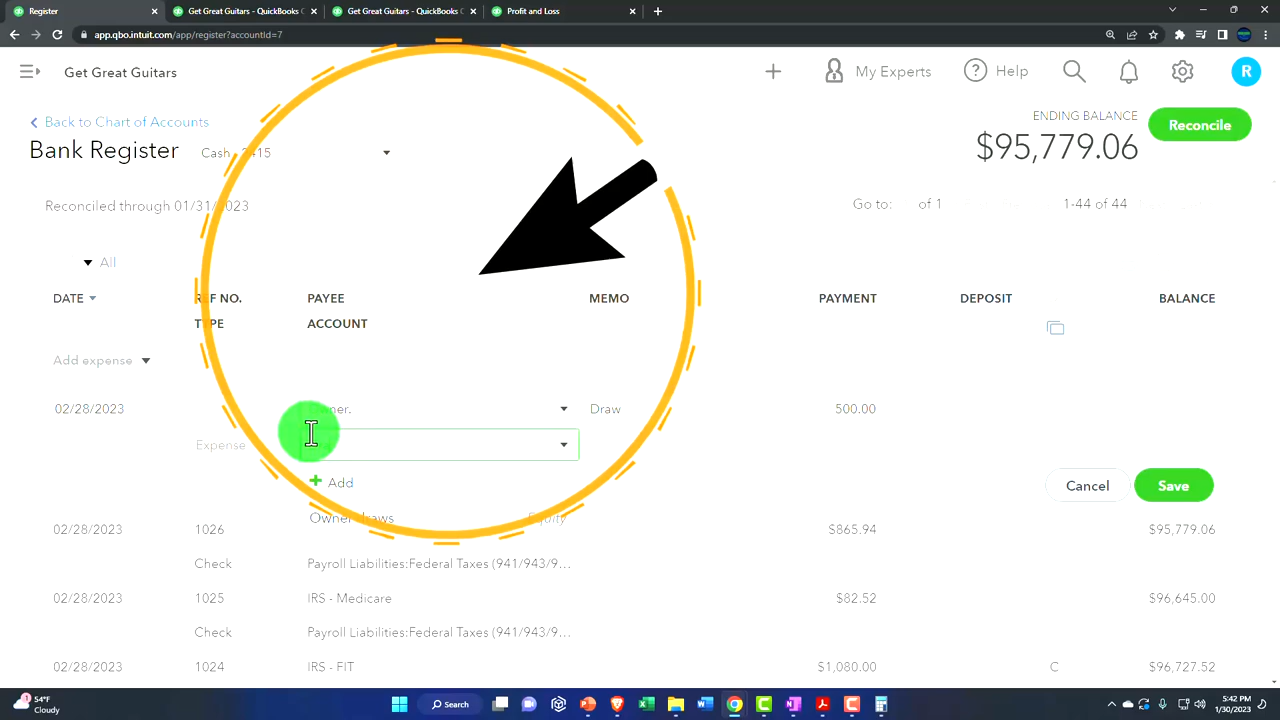 Register
Get Great Guitars - QuickBooks C
Get Great Guitars - QuickBooks C
Profit and Loss
app.qbo.intuit.com/app/register?accountId=7
Get Great Guitars
My Experts
Help
R
Back to Chart of Accounts
ENDING BALANCE
Bank Register
$95,779.06
Reconcile
Reconciled through 01/31/2023
Go to:
of 1
1-44 of 44
All
DATE
REF NO.
PAYEE
MEMO
PAYMENT
DEPOSIT
BALANCE
TYPE
ACCOUNT
Add expense
02/28/2023
Owner.
Draw
500.00
Expense
Add
Cancel
Save
Owner draws
Equity
02/28/2023
1026
$865.94
$95,779.06
Check
Payroll Liabilities:Federal Taxes (941/943/9...
02/28/2023
1025
IRS - Medicare
$82.52
$96,645.00
Check
Payroll Liabilities:Federal Taxes (941/943/9...
02/28/2023
1024
IRS - FIT
$1,080.00
C
$96,727.52
54°F
Cloudy
Search
5:42 PM
1/30/2023